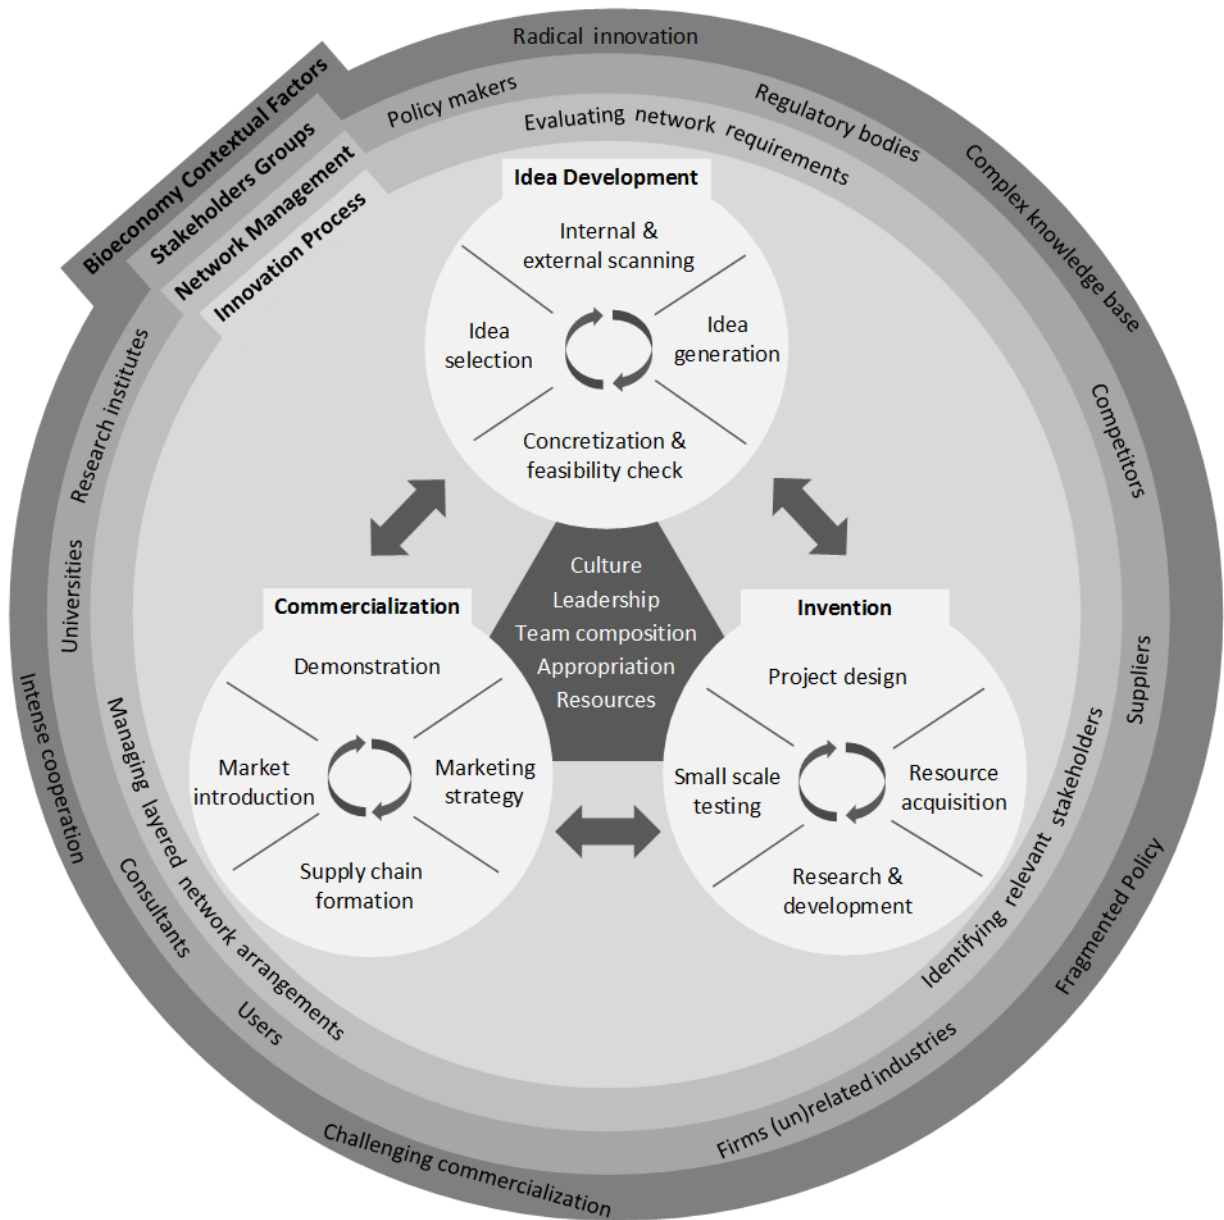 Radical innovation
Bioeconomy Contextual Factors
Stakeholders Groups
Network Management
Innovation Process
Policy makers
Regulatory bodies
Evaluating network requirements
Complex knowledge base
Idea Development
Internal &
external scanning
Idea
selection
Idea
generation
Concretization &
feasibility check
Research institutes
Competitors
Universities
Culture
Leadership
Team composition
Appropriation
Resources
Commercialization
Demonstration
Market
introduction
Marketing
strategy
Supply chain
formation
Invention
Project design
Small scale
testing
Resource
acquisition
Research &
development
Suppliers
Intense cooperation
Managing layered network arrangements
Identifying relevant stakeholders
Fragmented Policy
Consultants
Users
Firms (un)related industries
Challenging commercialization